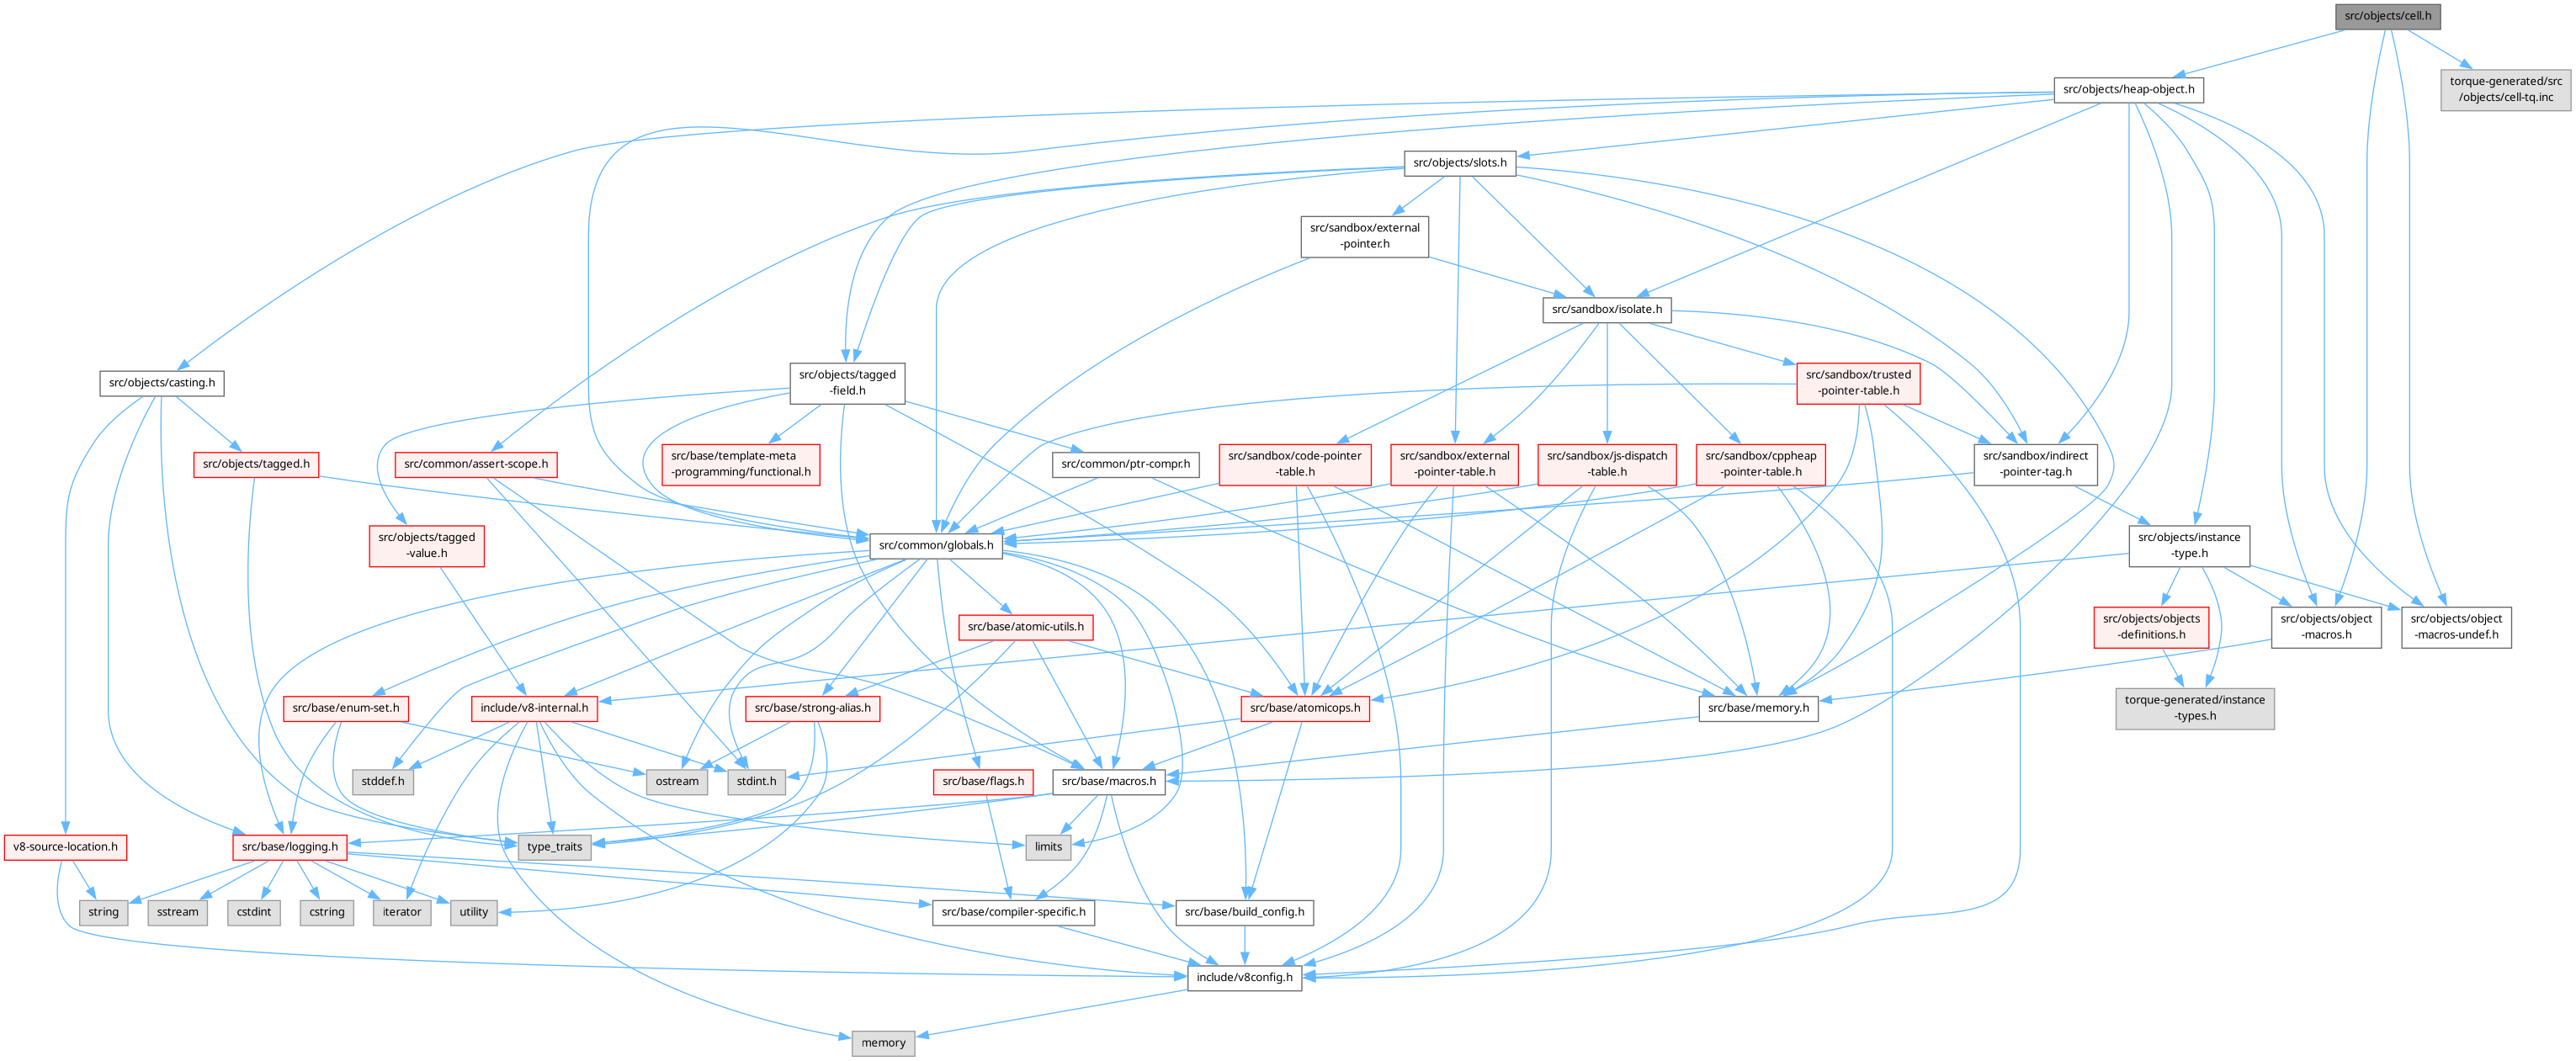 src/objects/cell.h
src/objects/heap-object.h
torque-generated/src
/objects/cell-tq.inc
src/objects/slots.h
src/sandbox/external
-pointer.h
src/sandbox/isolate.h
src/objects/casting.h
src/objects/tagged
-field.h
src/sandbox/trusted
-pointer-table.h
src/objects/tagged.h
src/common/assert-scope.h
src/base/template-meta
-programming/functional.h
src/common/ptr-compr.h
src/sandbox/code-pointer
-table.h
src/sandbox/external
-pointer-table.h
src/sandbox/js-dispatch
-table.h
src/sandbox/cppheap
-pointer-table.h
src/sandbox/indirect
-pointer-tag.h
src/objects/tagged
-value.h
src/common/globals.h
src/objects/instance
-type.h
src/base/atomic-utils.h
src/objects/objects
-definitions.h
src/objects/object
-macros.h
src/objects/object
-macros-undef.h
src/base/enum-set.h
include/v8-internal.h
src/base/strong-alias.h
src/base/atomicops.h
src/base/memory.h
torque-generated/instance
-types.h
stddef.h
ostream
stdint.h
src/base/flags.h
src/base/macros.h
v8-source-location.h
src/base/logging.h
type_traits
limits
string
sstream
cstdint
cstring
iterator
utility
src/base/compiler-specific.h
src/base/build_config.h
include/v8config.h
memory